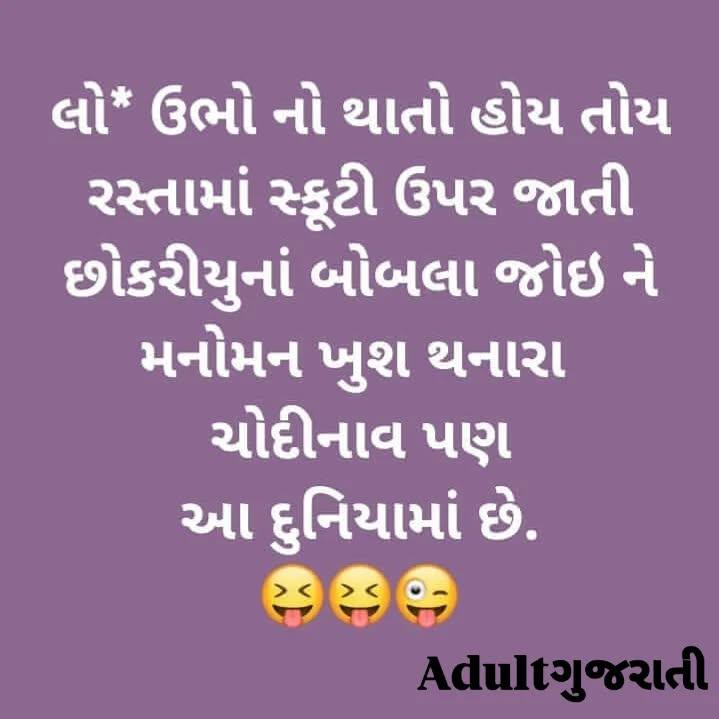 લો* ઉભો નો થાતો હોય તોય
રસ્તામાં સ્કૂટી ઉપર જાતી
છોકરીયુનાં બોબલા જોઇ ને
મનોમન ખુશ થનારા
ચોદીનાવ પણ
આ દુનિયામાં છે.
😝😝😜
Adultગુજરાતી